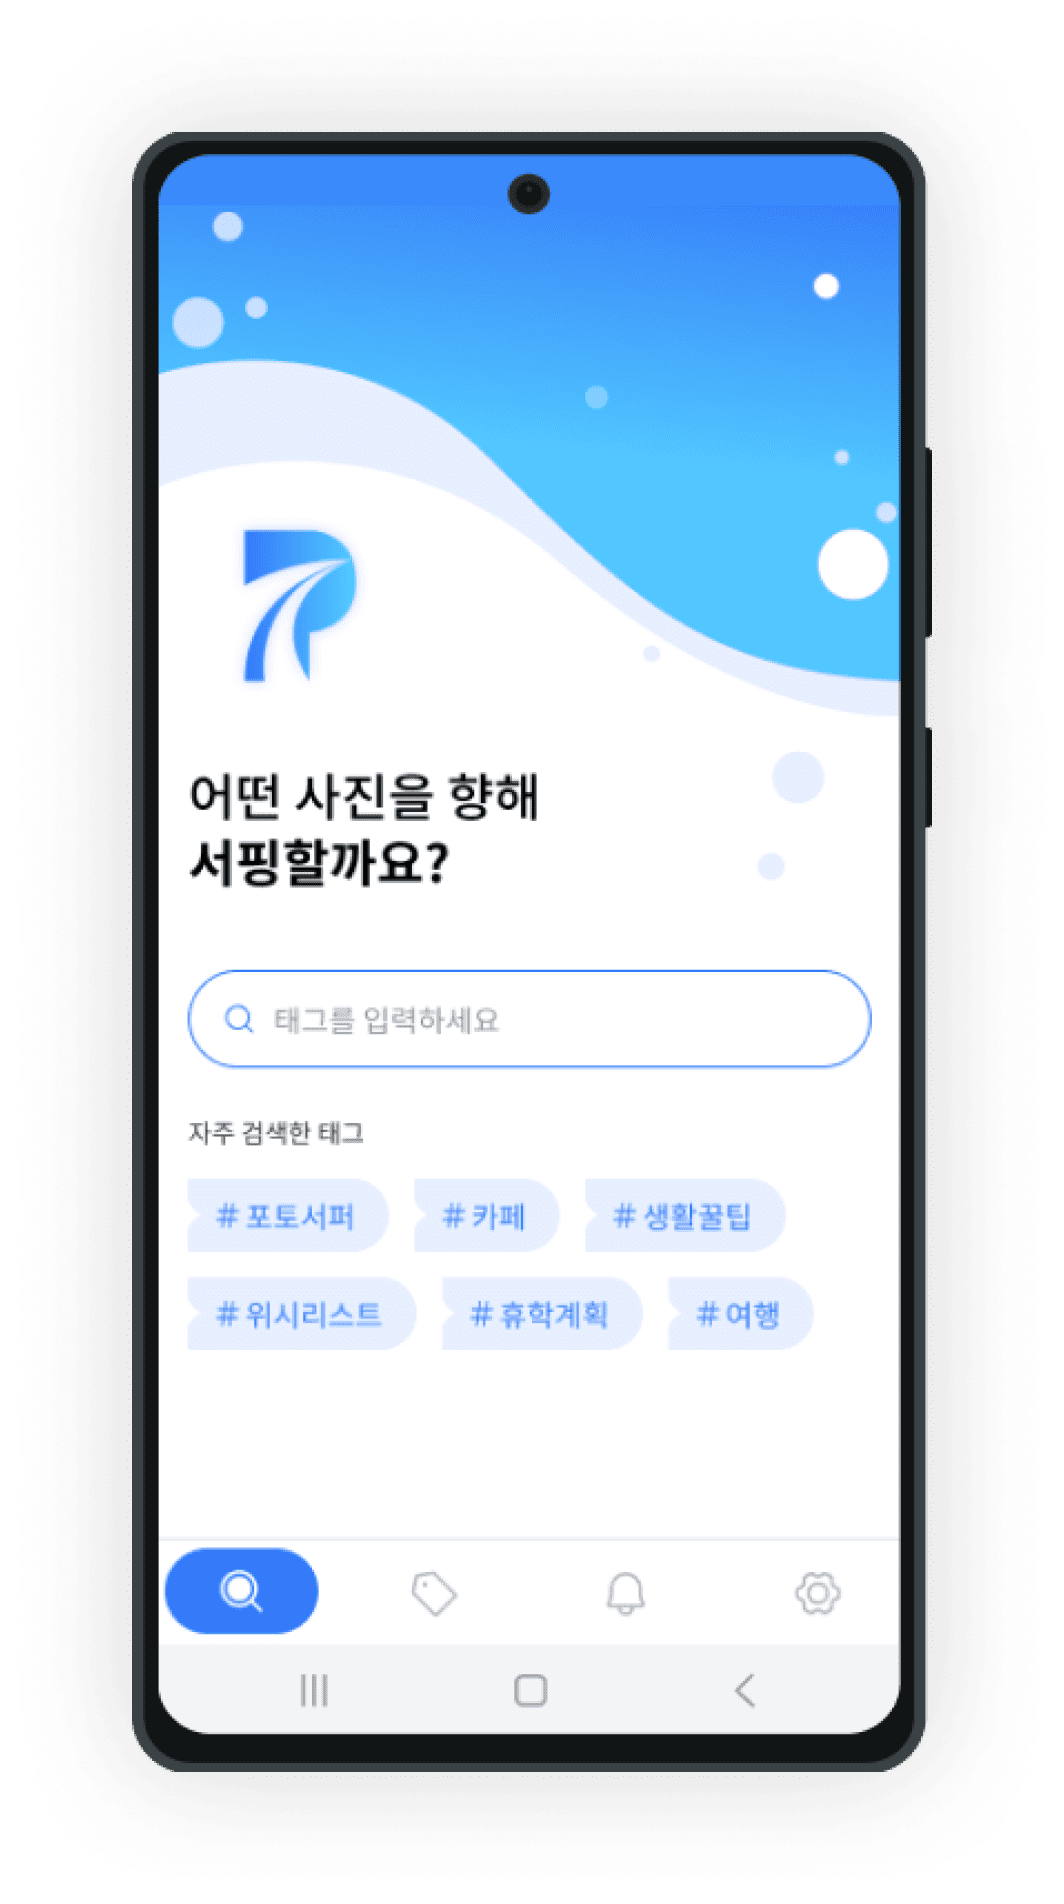 어떤 사진을 향해
서핑할까요?
태그를 입력하세요
자주 검색한 태그
# 포토서퍼 # 카페 # 생활꿀팁
# 위시리스트 # 휴학계획 # 여행